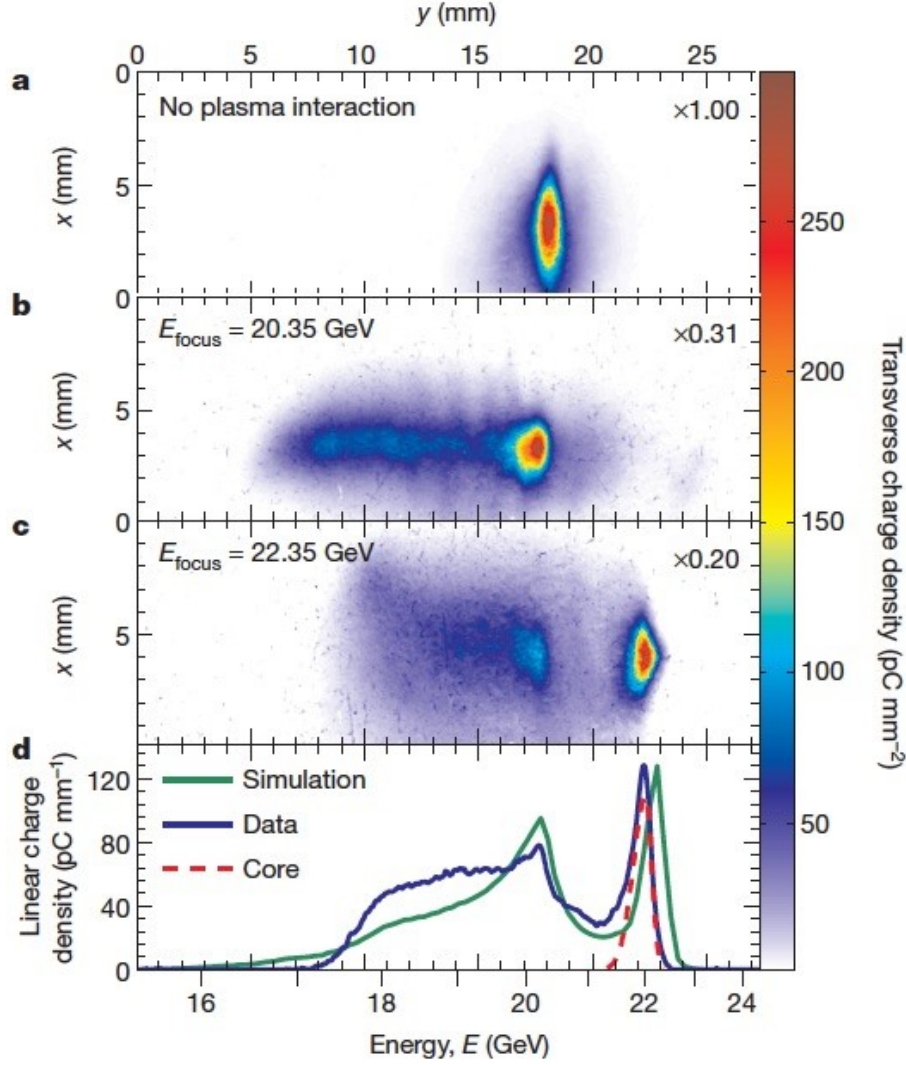 y (mm)
0 5 10 15 20 25
a
0
No plasma interaction
×1.00
x (mm)
5
b
0
E_focus = 20.35 GeV
×0.31
x (mm)
5
c
0
E_focus = 22.35 GeV
×0.20
x (mm)
5
d
Simulation
Data
Core
120
80
40
0
Linear charge
density (pC mm⁻¹)
16 18 20 22 24
Energy, E (GeV)
250
200
150
100
50
Transverse charge density (pC mm⁻²)